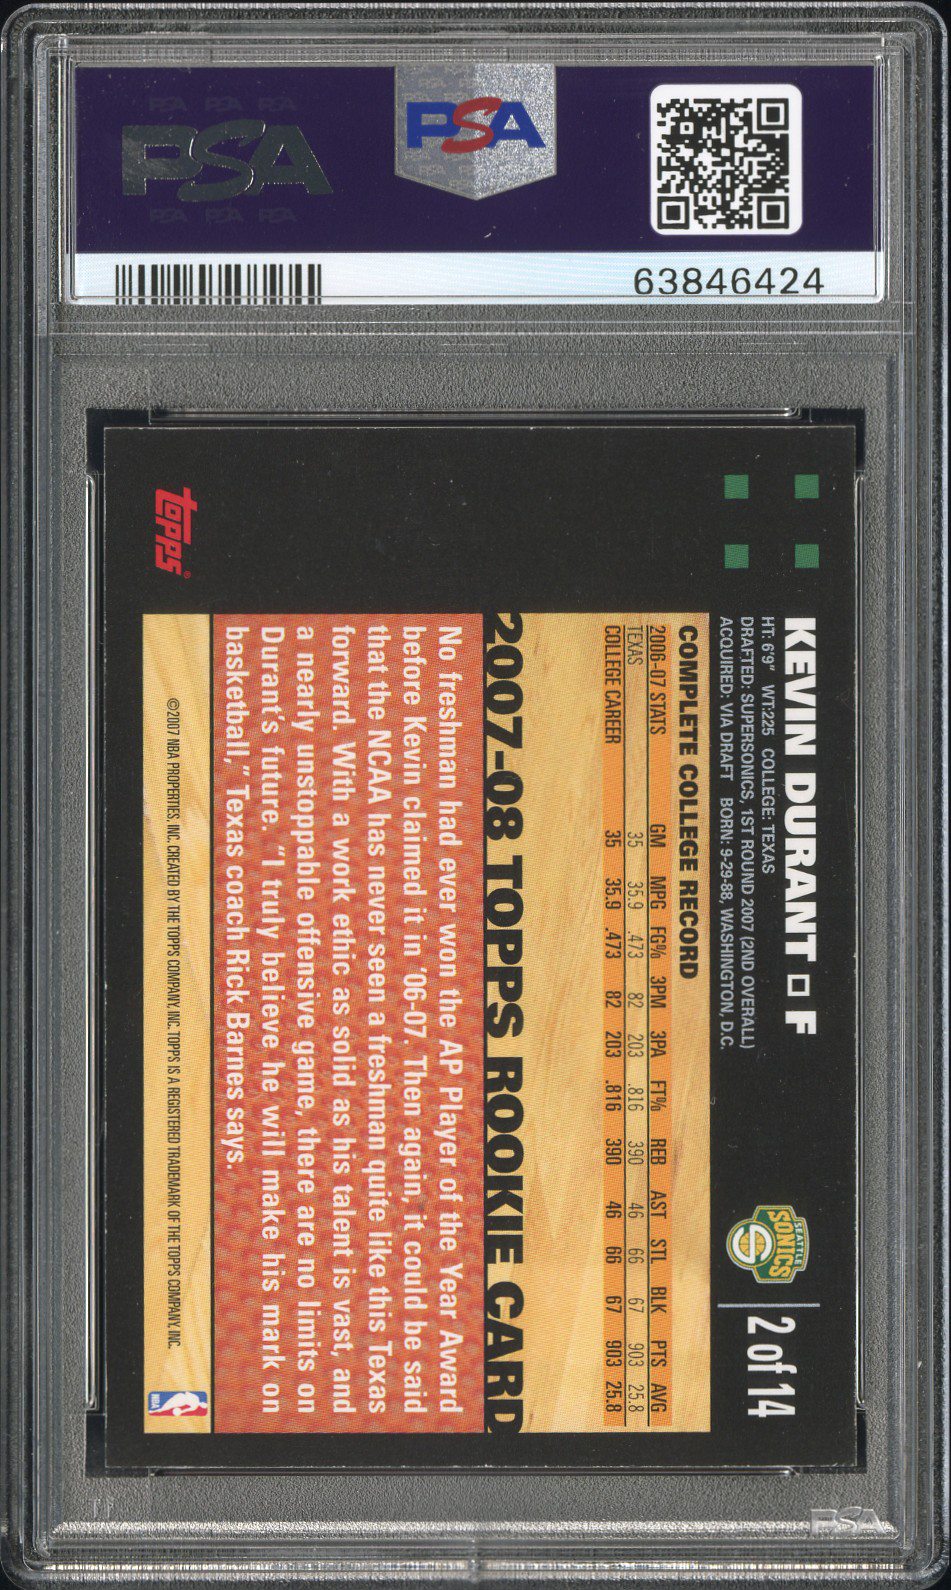 PSA
PSA
63846424
KEVIN DURANT □ F
HT: 6'9" WT:225 COLLEGE: TEXAS
DRAFTED: SUPERSONICS, 1ST ROUND 2007 (2ND OVERALL)
ACQUIRED: VIA DRAFT BORN: 9-29-88, WASHINGTON, D.C.
SEATTLE
SONICS
2 of 14
COMPLETE COLLEGE RECORD
2006-07 STATS GM MPG FG% 3PM 3PA FT% REB AST STL BLK PTS AVG
TEXAS 35 35.9 .473 82 203 .816 390 46 66 67 903 25.8
COLLEGE CAREER 35 35.9 .473 82 203 .816 390 46 66 67 903 25.8
2007-08 TOPPS ROOKIE CARD
No freshman had ever won the AP Player of the Year Award
before Kevin claimed it in '06-07. Then again, it could be said
that the NCAA has never seen a freshman quite like this Texas
forward. With a work ethic as solid as his talent is vast, and
a nearly unstoppable offensive game, there are no limits on
Durant's future. "I truly believe he will make his mark on
basketball," Texas coach Rick Barnes says.
topps®
©2007 NBA PROPERTIES, INC. CREATED BY THE TOPPS COMPANY, INC. TOPPS IS A REGISTERED TRADEMARK OF THE TOPPS COMPANY, INC.
NBA
PSA